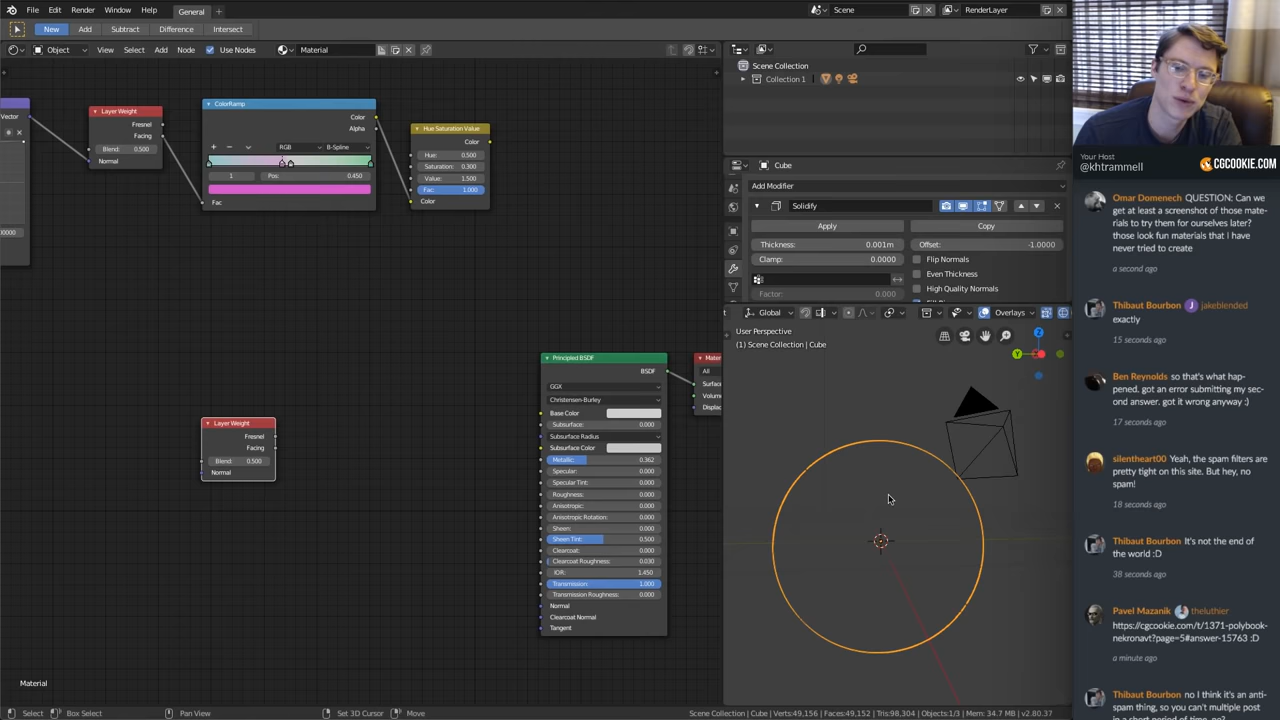 File Edit Render Window Help General
Scene
RenderLayer
New Add Subtract Difference Intersect
Object View Select Add Node Use Nodes Material
Vector
Layer Weight
Fresnel
Facing
Blend: 0.500
Normal
ColorRamp
Color
Alpha
RGB B-Spline
1 Pos: 0.450
Fac
Hue Saturation Value
Color
Hue: 0.500
Saturation: 0.300
Value: 1.500
Fac: 1.000
Color
Layer Weight
Fresnel
Facing
Blend: 0.500
Normal
Principled BSDF
BSDF
GGX
Christensen-Burley
Base Color
Subsurface: 0.000
Subsurface Radius
Subsurface Color
Metallic: 0.362
Specular: 0.000
Specular Tint: 0.000
Roughness: 0.000
Anisotropic: 0.000
Anisotropic Rotation: 0.000
Sheen: 0.000
Sheen Tint: 0.500
Clearcoat: 0.000
Clearcoat Roughness: 0.030
IOR: 1.450
Transmission: 1.000
Transmission Roughness: 0.000
Normal
Clearcoat Normal
Tangent
Mater
All
Surface
Volum
Displac
Material
Scene Collection
Collection 1
Cube
Add Modifier
Solidify
Apply Copy
Thickness: 0.001m Offset: -1.0000
Clamp: 0.0000 Flip Normals
Even Thickness
High Quality Normals
Factor: 0.000
Global Overlays
User Perspective
(1) Scene Collection | Cube
Select Box Select Pan View Set 3D Cursor Move
Scene Collection | Cube | Verts:49,156 | Faces:49,152 | Tris:98,304 | Objects:1/3 | Mem: 34.7 MB | v2.80.37
Your Host
@khtrammell
CGCOOKIE.COM
Omar Domenech QUESTION: Can we
get at least a screenshot of those mate-
rials to try them for ourselves later?
those look fun materials that i have
never tried to create
a second ago
Thibaut Bourbon J jakeblended
exactly
15 seconds ago
Ben Reynolds so that's what hap-
pened. got an error submitting my sec-
ond answer. got it wrong anyway :)
17 seconds ago
silentheart00 Yeah, the spam filters are
pretty tight on this site. But hey, no
spam!
18 seconds ago
Thibaut Bourbon It's not the end of
the world :D
38 seconds ago
Pavel Mazanik theluthier
https://cgcookie.com/t/1371-polybook-
nekronavt?page=5#answer-15763 :D
a minute ago
Thibaut Bourbon no I think it's an anti-
spam thing, so you can't multiple post